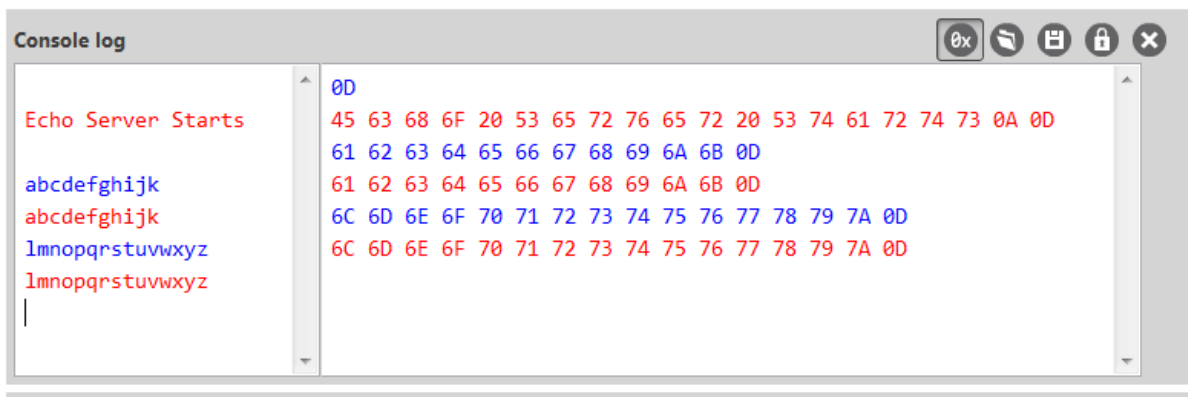 Console log
0x
Echo Server Starts
abcdefghijk
abcdefghijk
lmnopqrstuvwxyz
lmnopqrstuvwxyz
0D
45 63 68 6F 20 53 65 72 76 65 72 20 53 74 61 72 74 73 0A 0D
61 62 63 64 65 66 67 68 69 6A 6B 0D
61 62 63 64 65 66 67 68 69 6A 6B 0D
6C 6D 6E 6F 70 71 72 73 74 75 76 77 78 79 7A 0D
6C 6D 6E 6F 70 71 72 73 74 75 76 77 78 79 7A 0D